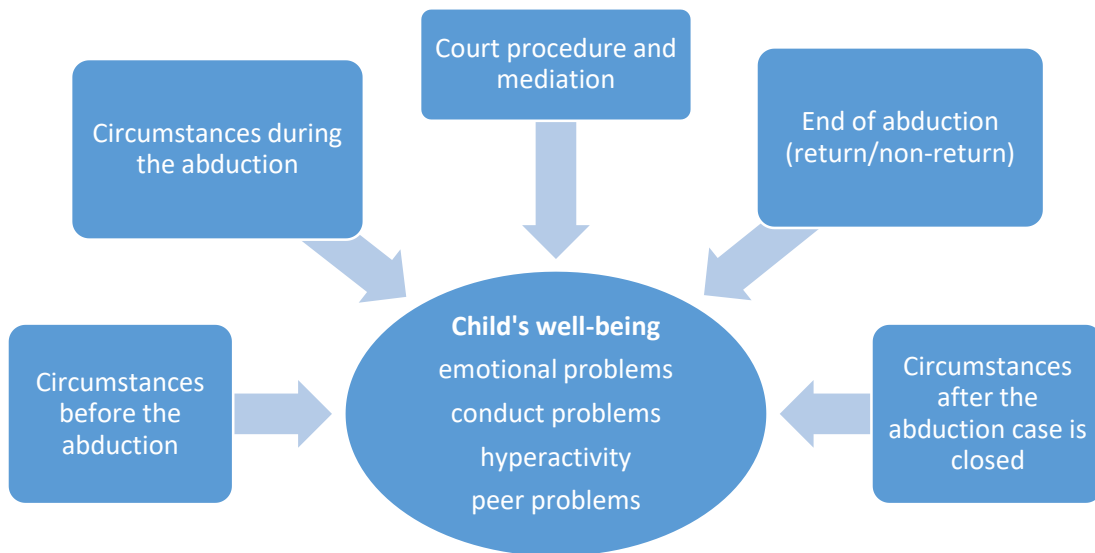 Circumstances before the abduction
Circumstances during the abduction
Court procedure and mediation
End of abduction (return/non-return)
Circumstances after the abduction case is closed
Child's well-being
emotional problems
conduct problems
hyperactivity
peer problems